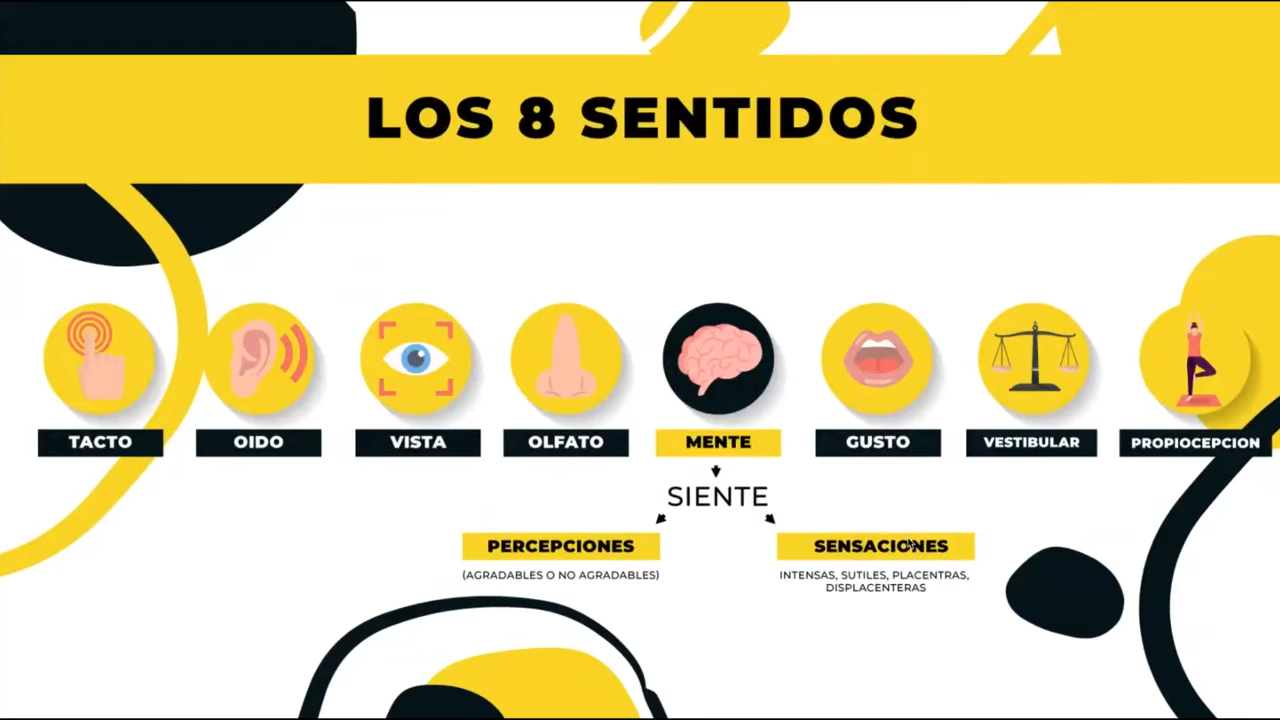 LOS 8 SENTIDOS
TACTO
OIDO
VISTA
OLFATO
MENTE
GUSTO
VESTIBULAR
PROPIOCEPCION
SIENTE
PERCEPCIONES
(AGRADABLES O NO AGRADABLES)
SENSACIONES
INTENSAS, SUTILES, PLACENTRAS,
DISPLACENTERAS